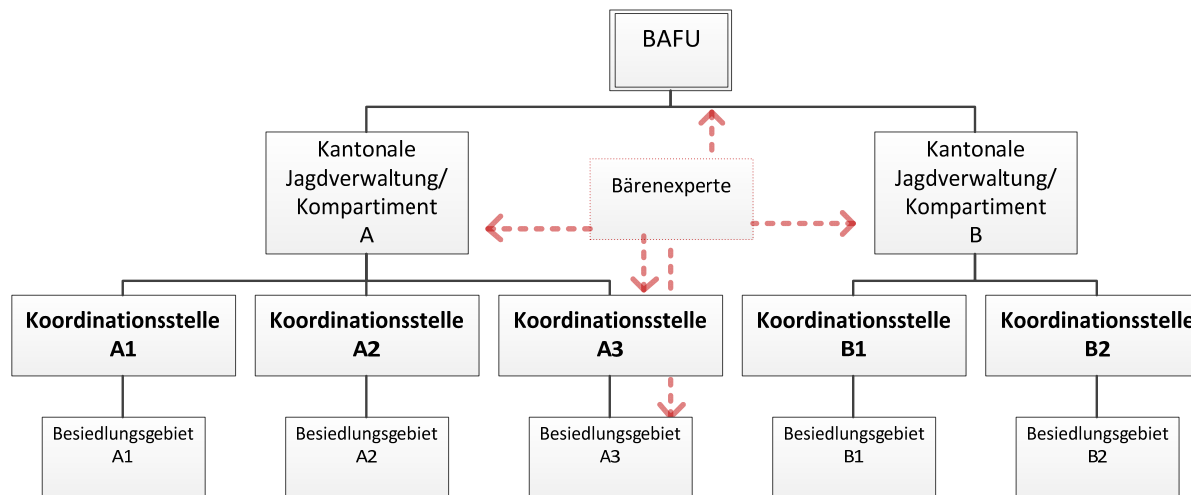 BAFU
Kantonale
Jagdverwaltung/
Kompartiment
A
Bärenexperte
Kantonale
Jagdverwaltung/
Kompartiment
B
Koordinationsstelle
A1
Koordinationsstelle
A2
Koordinationsstelle
A3
Koordinationsstelle
B1
Koordinationsstelle
B2
Besiedlungsgebiet
A1
Besiedlungsgebiet
A2
Besiedlungsgebiet
A3
Besiedlungsgebiet
B1
Besiedlungsgebiet
B2